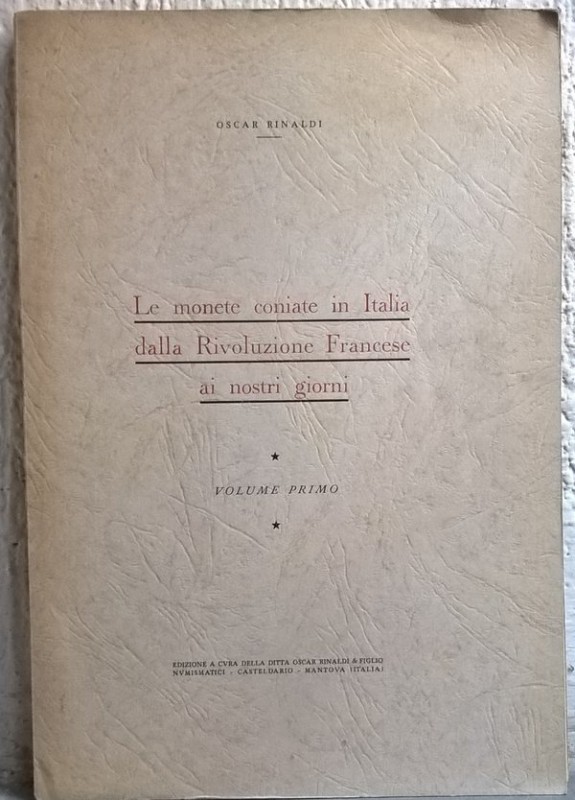 OSCAR RINALDI
Le monete coniate in Italia
dalla Rivoluzione Francese
ai nostri giorni
★
VOLUME PRIMO
★
EDIZIONE A CVRA DELLA DITTA OSCAR RINALDI & FIGLIO
NVMISMATICI - CASTELDARIO - MANTOVA (ITALIA)